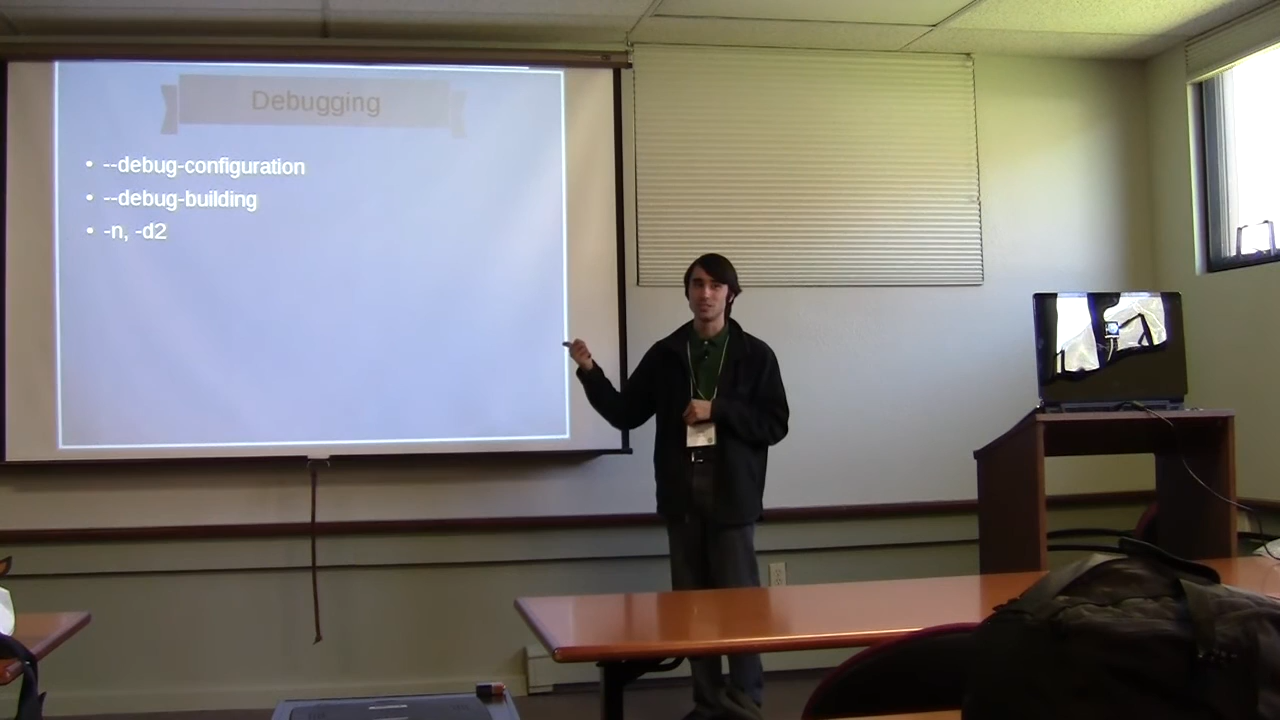 Debugging
• --debug-configuration
• --debug-building
• -n, -d2